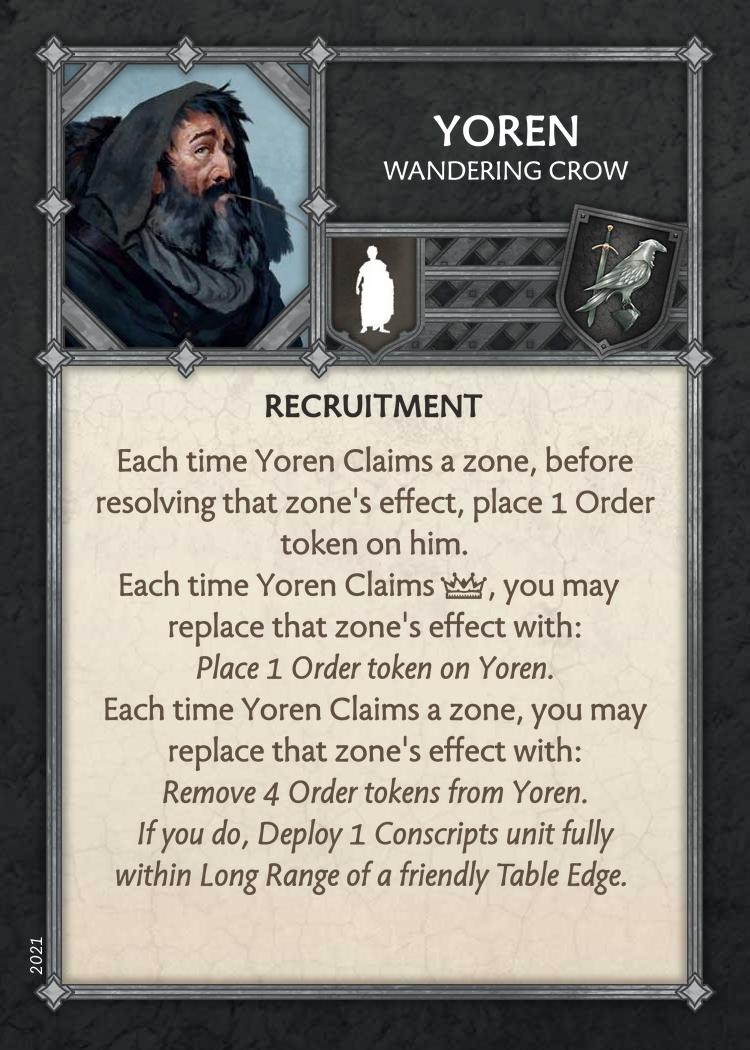 YOREN
WANDERING CROW
RECRUITMENT
Each time Yoren Claims a zone, before
resolving that zone's effect, place 1 Order
token on him.
Each time Yoren Claims , you may
replace that zone's effect with:
Place 1 Order token on Yoren.
Each time Yoren Claims a zone, you may
replace that zone's effect with:
Remove 4 Order tokens from Yoren.
If you do, Deploy 1 Conscripts unit fully
within Long Range of a friendly Table Edge.
2021